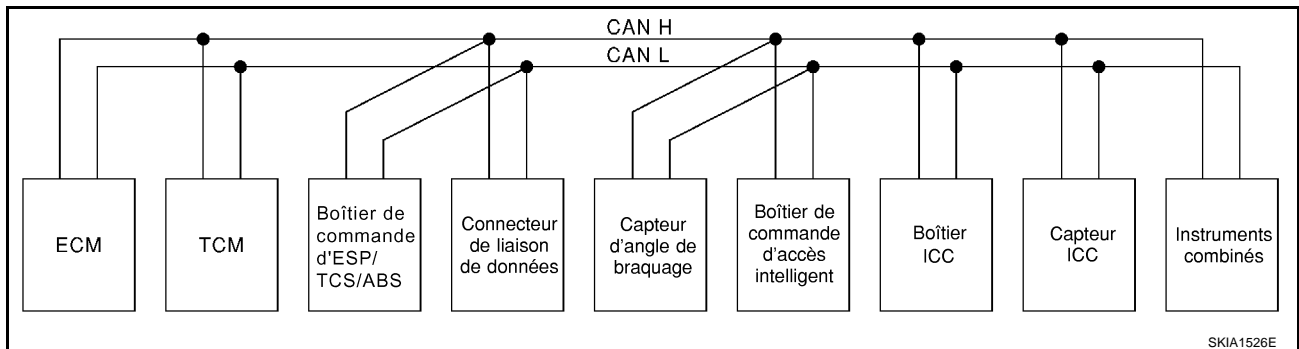 CAN H
CAN L
ECM
TCM
Boîtier de
commande
d'ESP/
TCS/ABS
Connecteur
de liaison
de données
Capteur
d'angle de
braquage
Boîtier de
commande
d'accès
intelligent
Boîtier
ICC
Capteur
ICC
Instruments
combinés
SKIA1526E